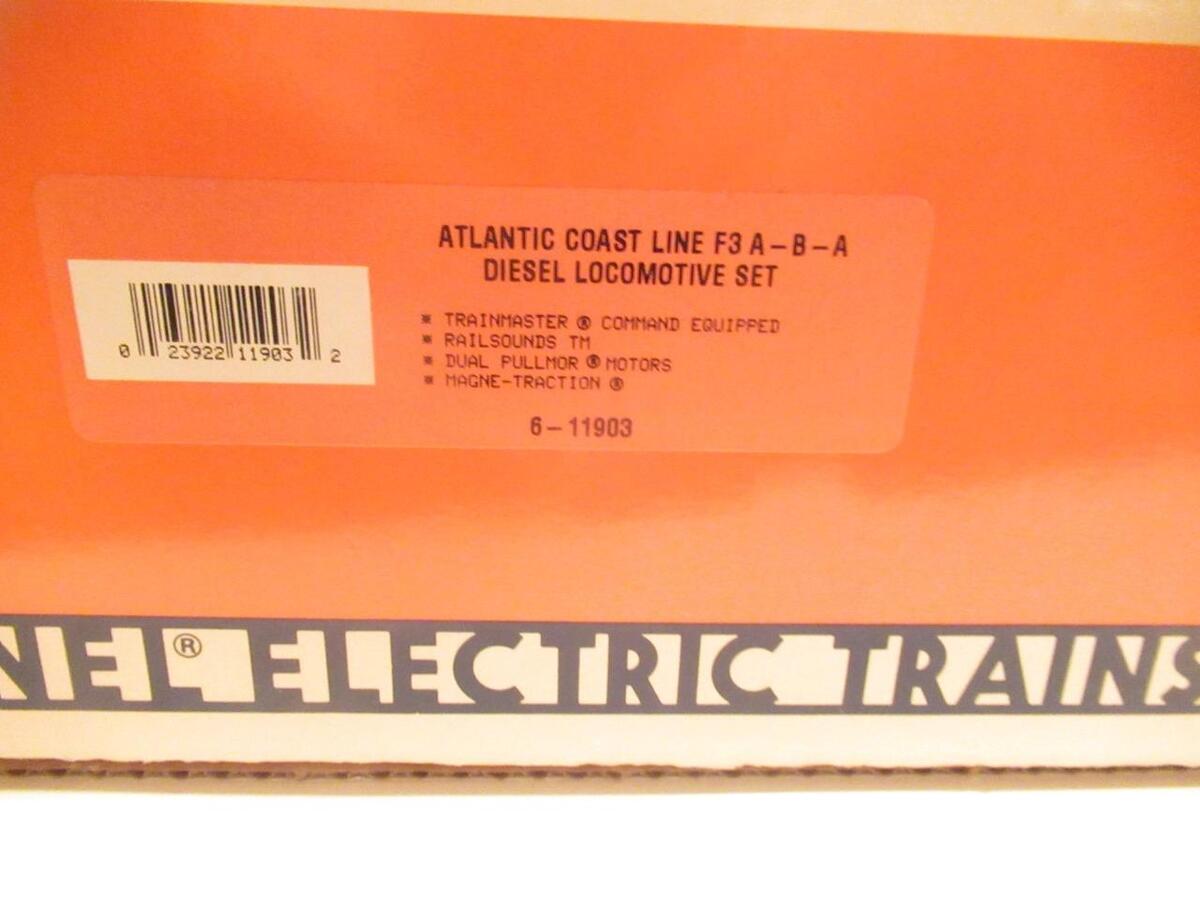 ATLANTIC COAST LINE F3 A-B-A
DIESEL LOCOMOTIVE SET
* TRAINMASTER ® COMMAND EQUIPPED
* RAILSOUNDS TM
* DUAL PULLMOR ® MOTORS
* MAGNE-TRACTION ®
6-11903
0 23922 11903 2
NEL® ELECTRIC TRAINS